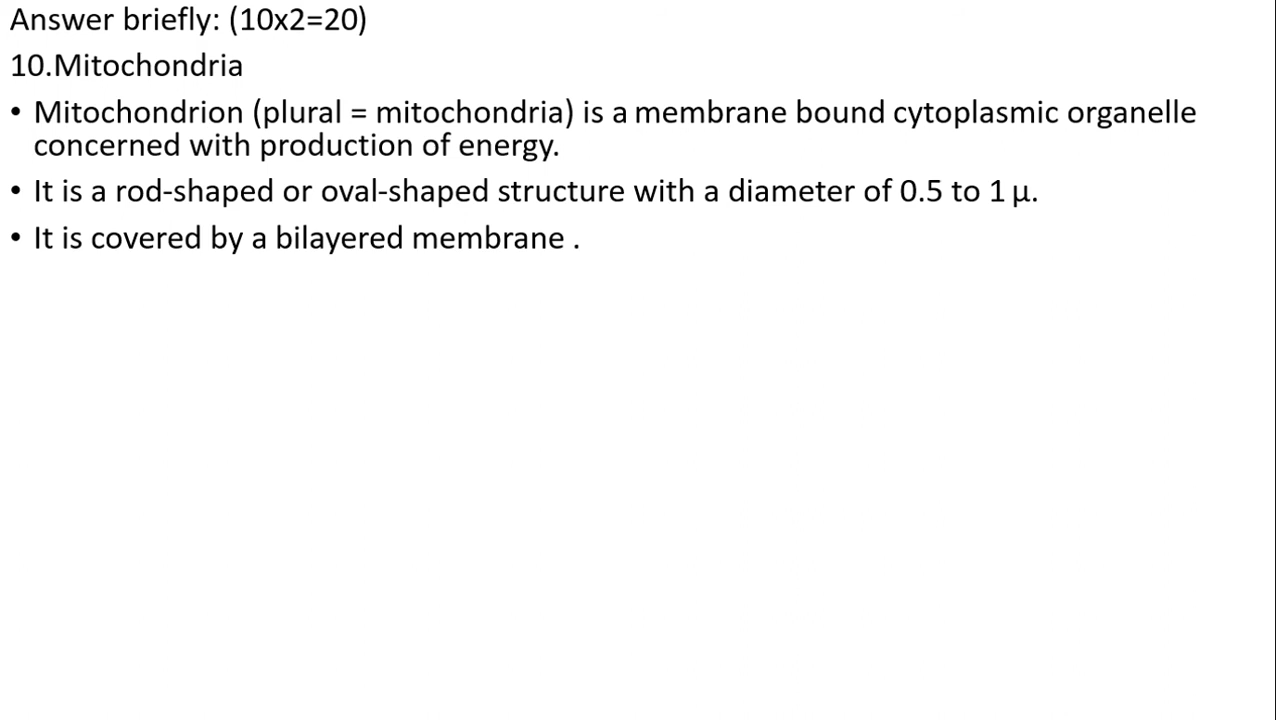 Answer briefly: (10x2=20)
10.Mitochondria
• Mitochondrion (plural = mitochondria) is a membrane bound cytoplasmic organelle
concerned with production of energy.
• It is a rod-shaped or oval-shaped structure with a diameter of 0.5 to 1 μ.
• It is covered by a bilayered membrane .